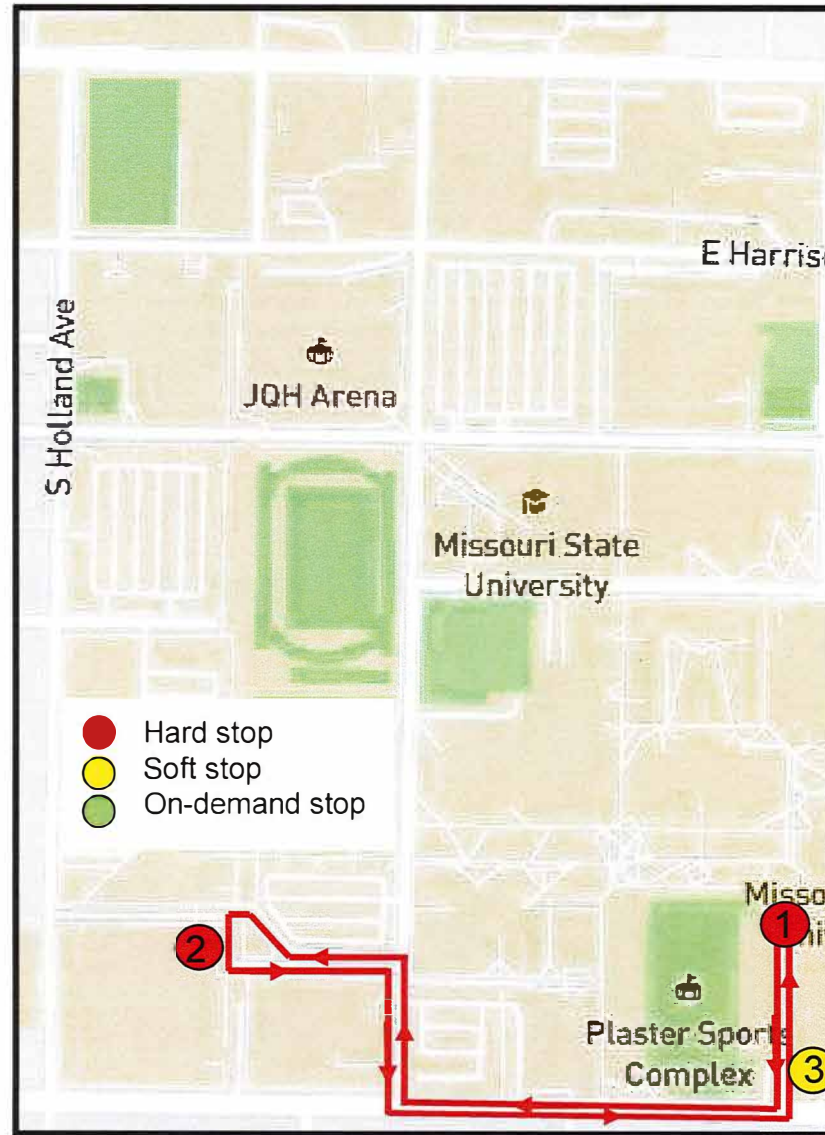 E Harris
S Holland Ave
JQH Arena
Missouri State
University
Hard stop
Soft stop
On-demand stop
Misso
1
2
Plaster Sports
Complex
3